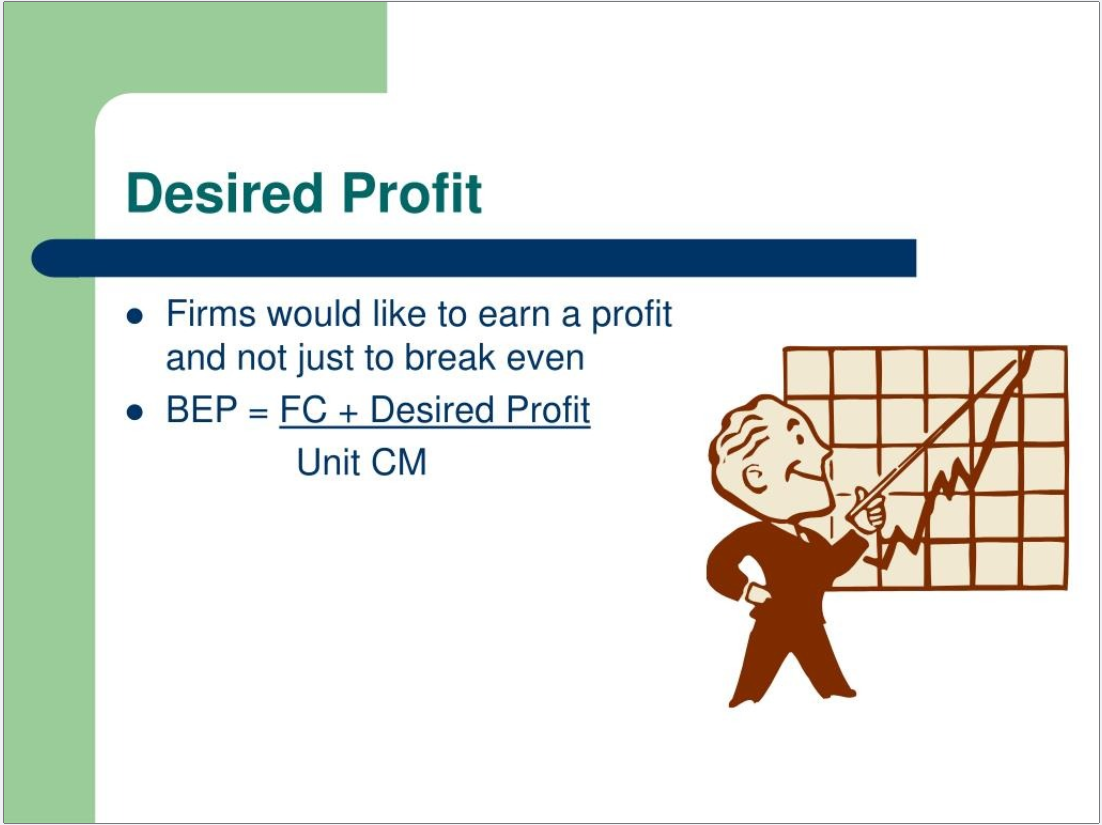 Desired Profit
● Firms would like to earn a profit
and not just to break even
● BEP = FC + Desired Profit
Unit CM